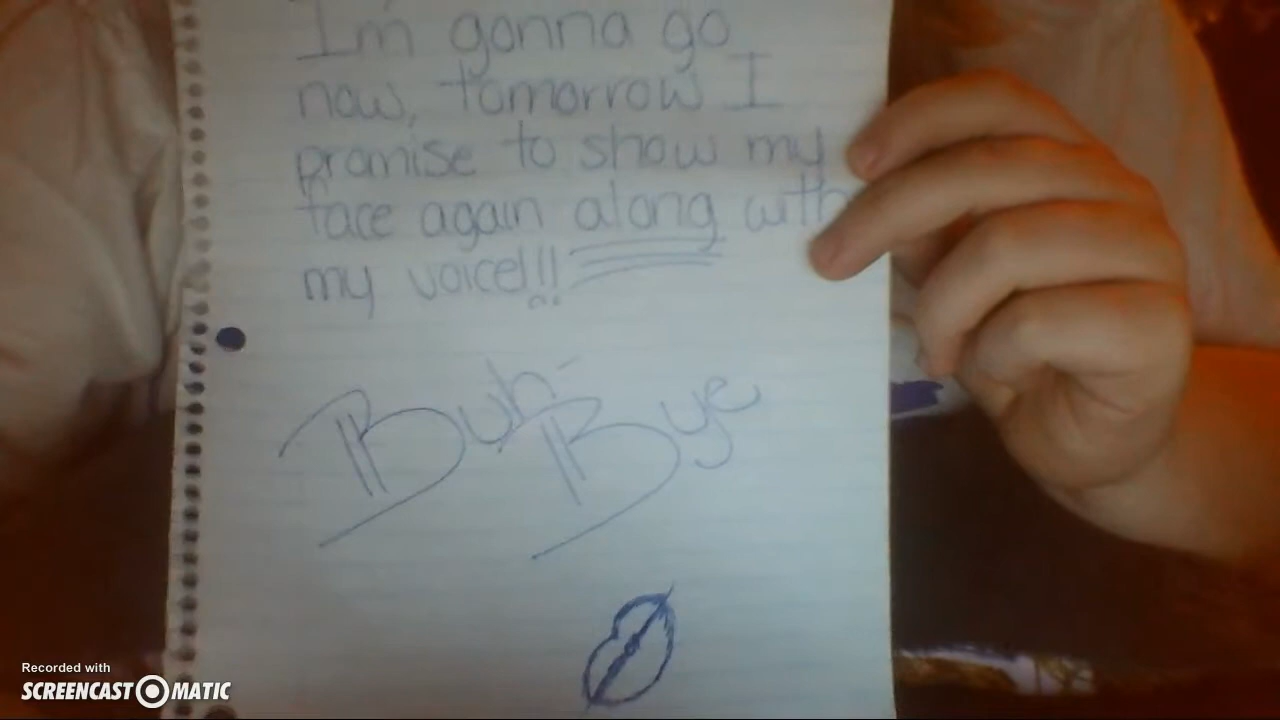 I'm gonna go
now, tomorrow I
promise to show my
face again along with
my voice!!!
Buh-Bye
Recorded with
SCREENCAST-O-MATIC